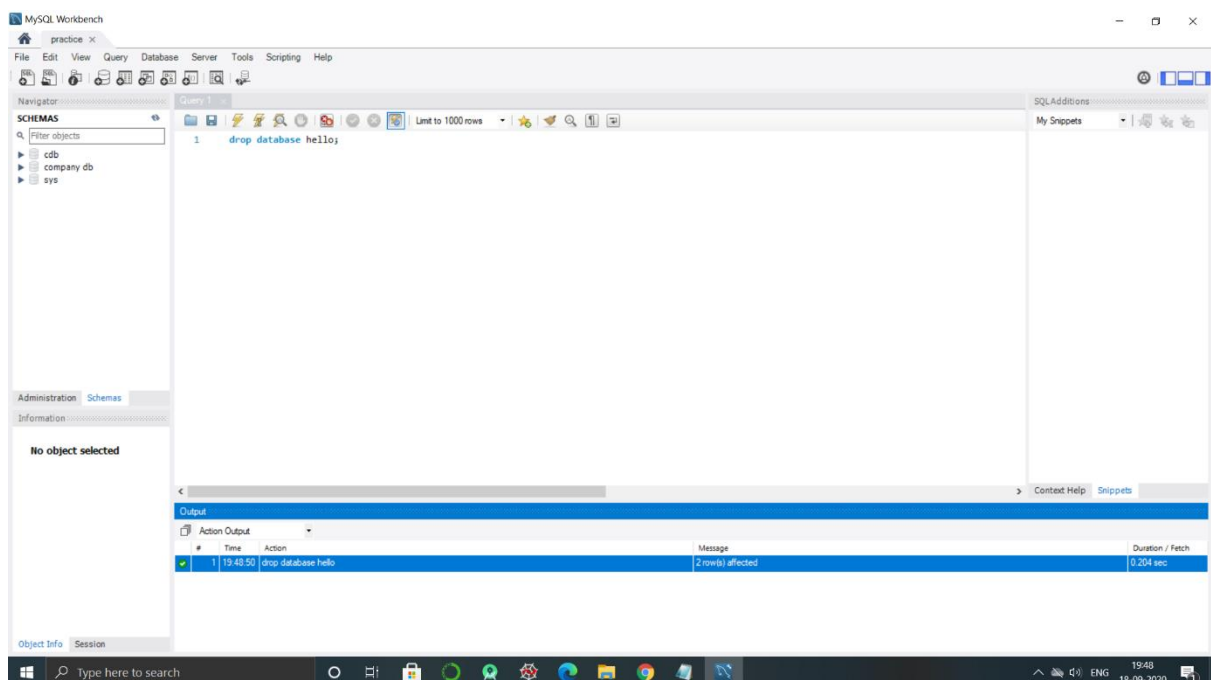 MySQL Workbench
practice
File Edit View Query Database Server Tools Scripting Help
Navigator
SCHEMAS
Filter objects
cdb
company db
sys
Administration Schemas
Information
No object selected
Object Info Session
Query 1
Limit to 1000 rows
1 drop database hello;
Output
Action Output
# Time Action Message Duration / Fetch
1 19:48:50 drop database hello 2 row(s) affected 0.204 sec
SQLAdditions
My Snippets
Context Help Snippets
Type here to search
ENG
19:48
18-09-2020